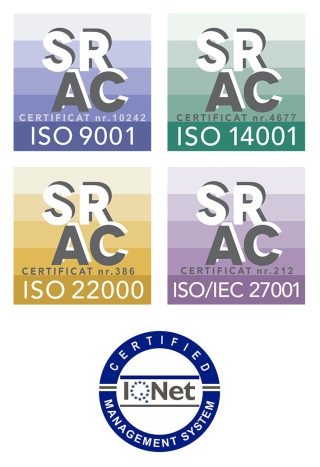 SR
AC
CERTIFICAT nr.10242
ISO 9001
SR
AC
CERTIFICAT nr.4677
ISO 14001
SR
AC
CERTIFICAT nr.386
ISO 22000
SR
AC
CERTIFICAT nr.212
ISO/IEC 27001
CERTIFIED
IQNet
MANAGEMENT SYSTEM